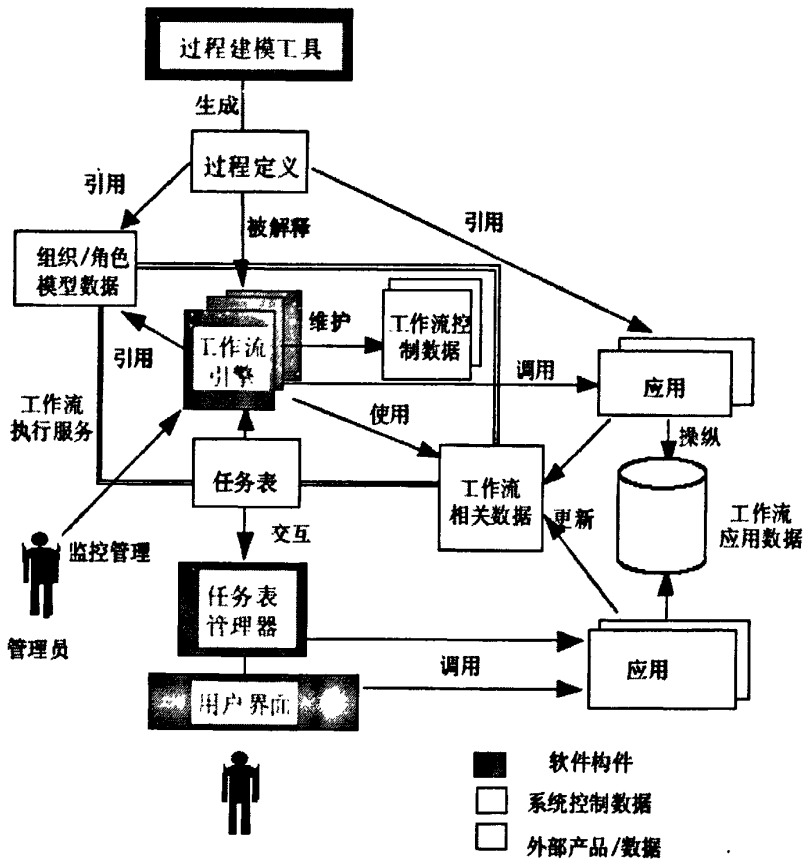 过程建模工具
生成
过程定义
引用
被解释
引用
组织/角色
模型数据
维护
工作流控
制数据
工作流
引擎
引用
调用
应用
工作流
执行服务
使用
操纵
任务表
工作流
相关数据
更新
工作流
应用数据
交互
监控管理
任务表
管理器
管理员
调用
应用
用户界面
软件构件
系统控制数据
外部产品/数据